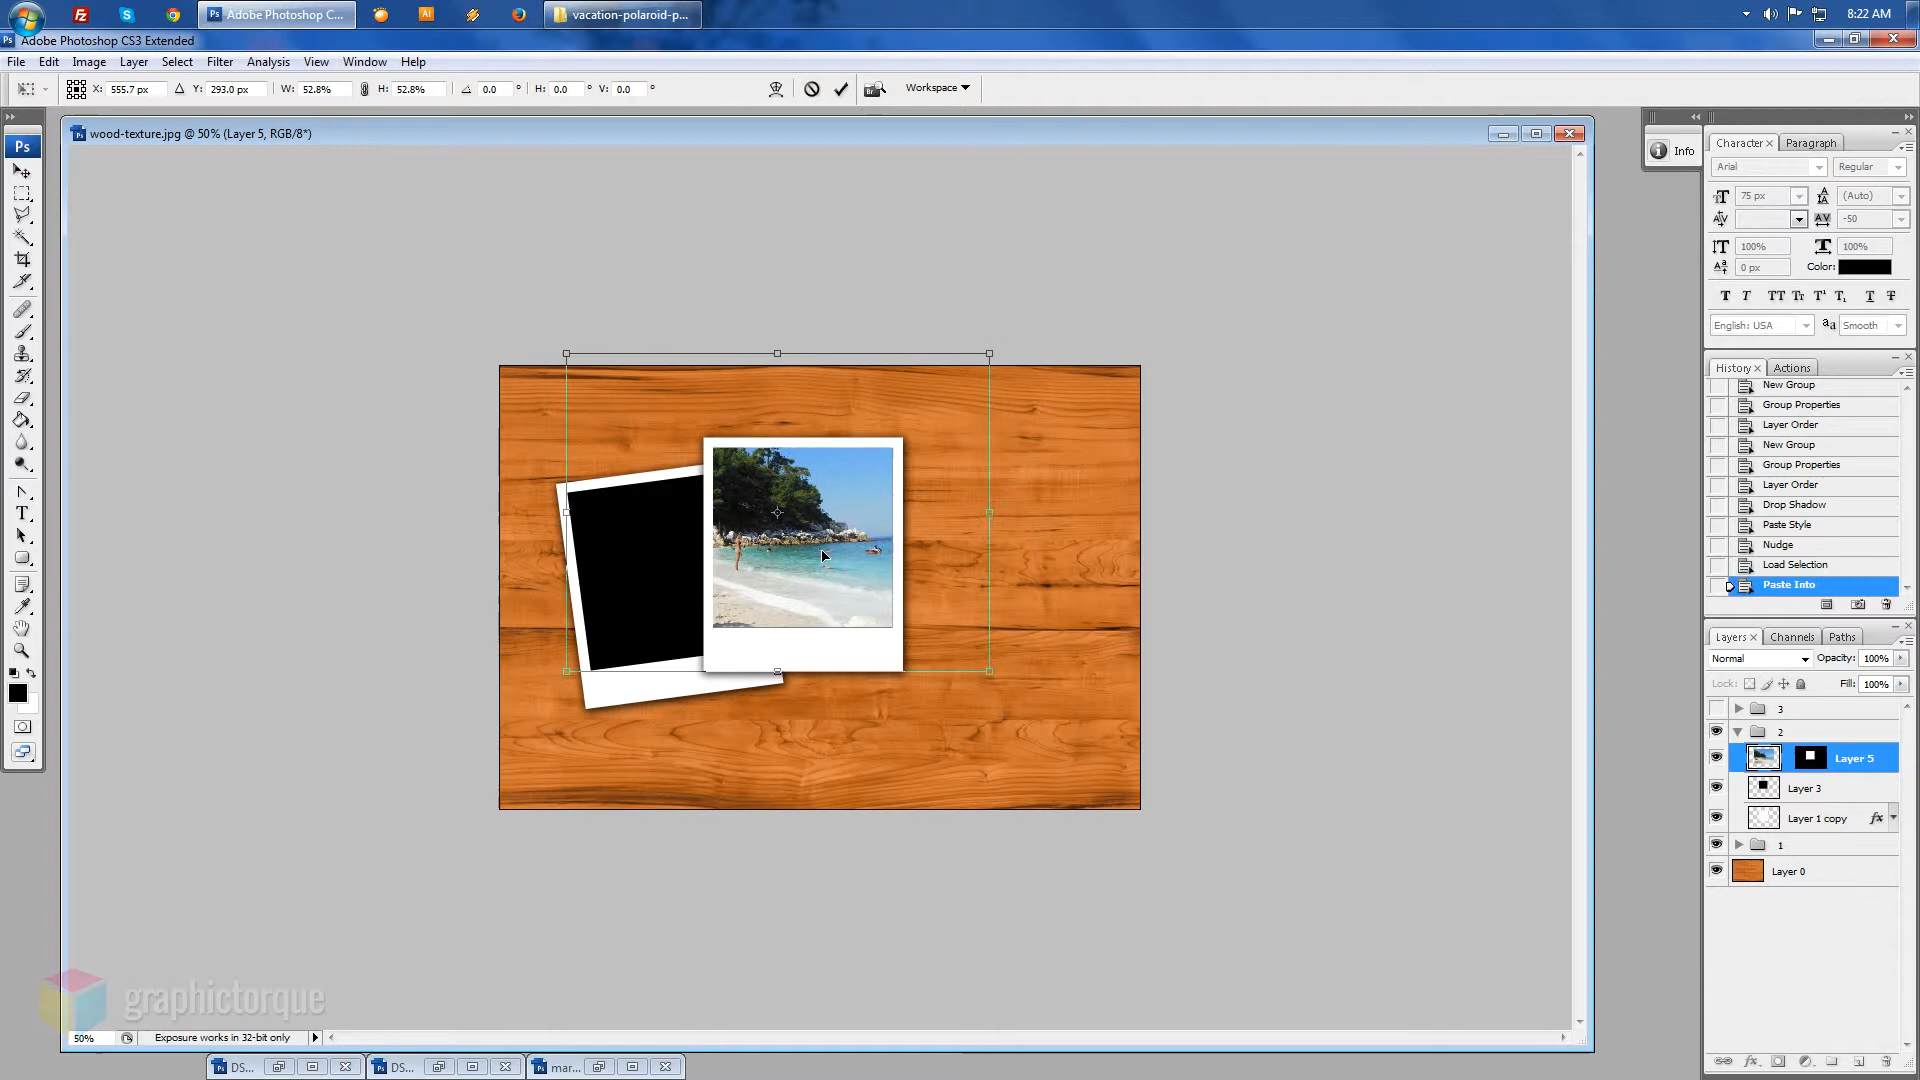 Adobe Photoshop C...
vacation-polaroid-p...
8:22 AM
Ps Adobe Photoshop CS3 Extended
File Edit Image Layer Select Filter Analysis View Window Help
X: 555.7 px Y: 293.0 px W: 52.8% H: 52.8% 0.0 ° H: 0.0 ° V: 0.0 ° Workspace
wood-texture.jpg @ 50% (Layer 5, RGB/8*)
Ps
Info
Character Paragraph
Arial Regular
75 px (Auto)
-50
100% 100%
0 px Color:
English: USA aa Smooth
History Actions
New Group
Group Properties
Layer Order
New Group
Group Properties
Layer Order
Drop Shadow
Paste Style
Nudge
Load Selection
Paste Into
Layers Channels Paths
Normal Opacity: 100%
Lock: Fill: 100%
3
2
Layer 5
Layer 3
Layer 1 copy fx
1
Layer 0
graphictorque
50% Exposure works in 32-bit only
DS... DS... mar...